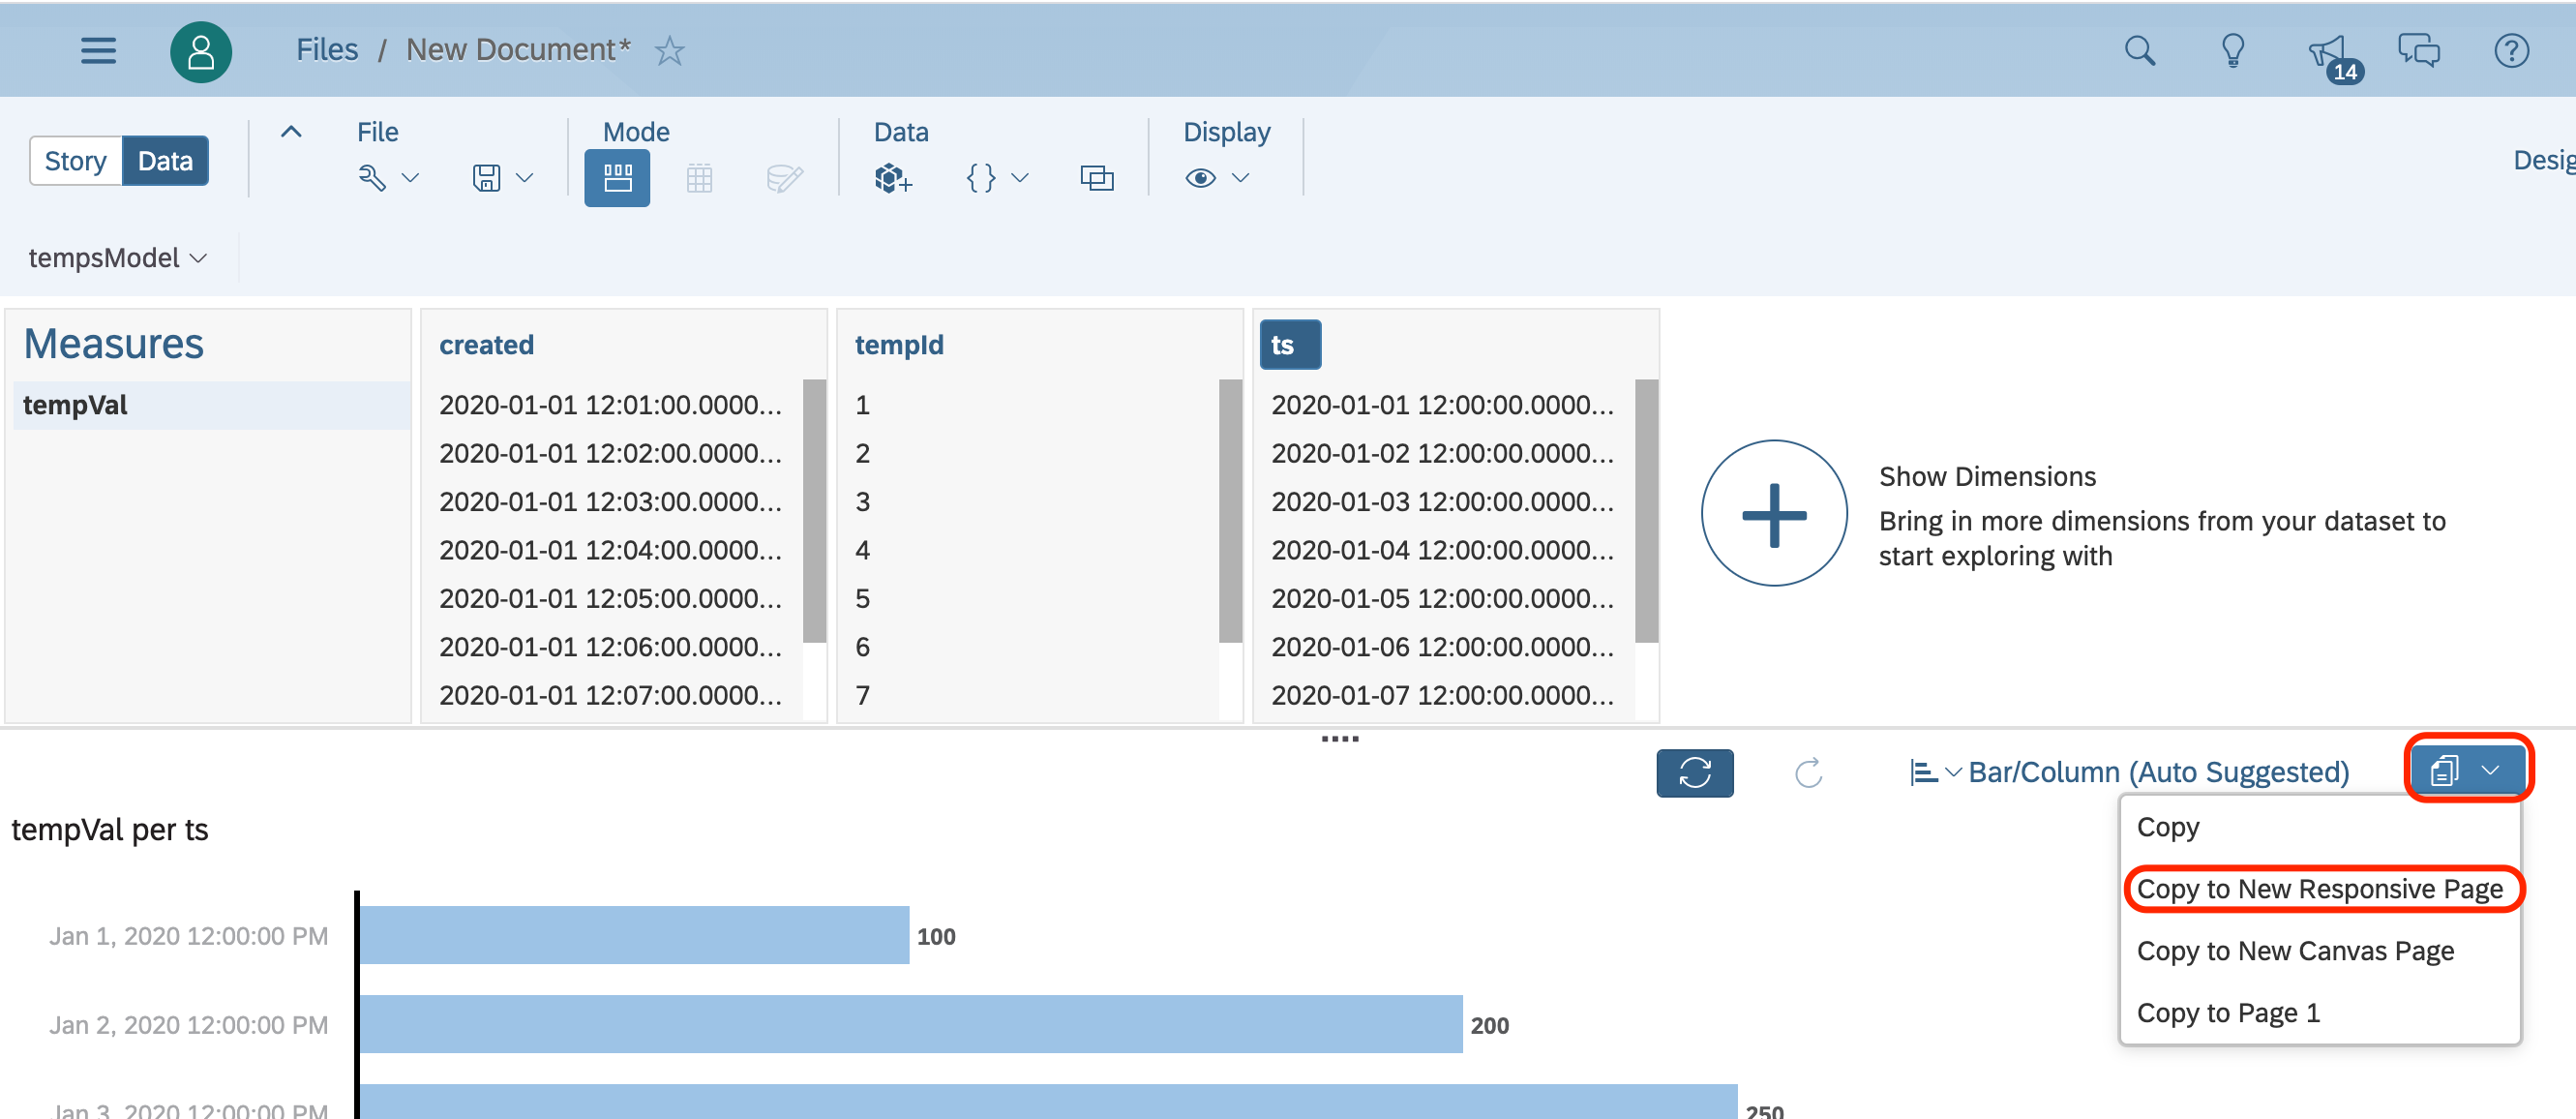 Files / New Document*
14
Story Data
File
Mode
Data
Display
Desig
tempsModel
Measures
tempVal
created
2020-01-01 12:01:00.0000...
2020-01-01 12:02:00.0000...
2020-01-01 12:03:00.0000...
2020-01-01 12:04:00.0000...
2020-01-01 12:05:00.0000...
2020-01-01 12:06:00.0000...
2020-01-01 12:07:00.0000...
tempId
1
2
3
4
5
6
7
ts
2020-01-01 12:00:00.0000...
2020-01-02 12:00:00.0000...
2020-01-03 12:00:00.0000...
2020-01-04 12:00:00.0000...
2020-01-05 12:00:00.0000...
2020-01-06 12:00:00.0000...
2020-01-07 12:00:00.0000...
Show Dimensions
Bring in more dimensions from your dataset to
start exploring with
Bar/Column (Auto Suggested)
Copy
Copy to New Responsive Page
Copy to New Canvas Page
Copy to Page 1
tempVal per ts
Jan 1, 2020 12:00:00 PM 100
Jan 2, 2020 12:00:00 PM 200
Jan 3, 2020 12:00:00 PM 250